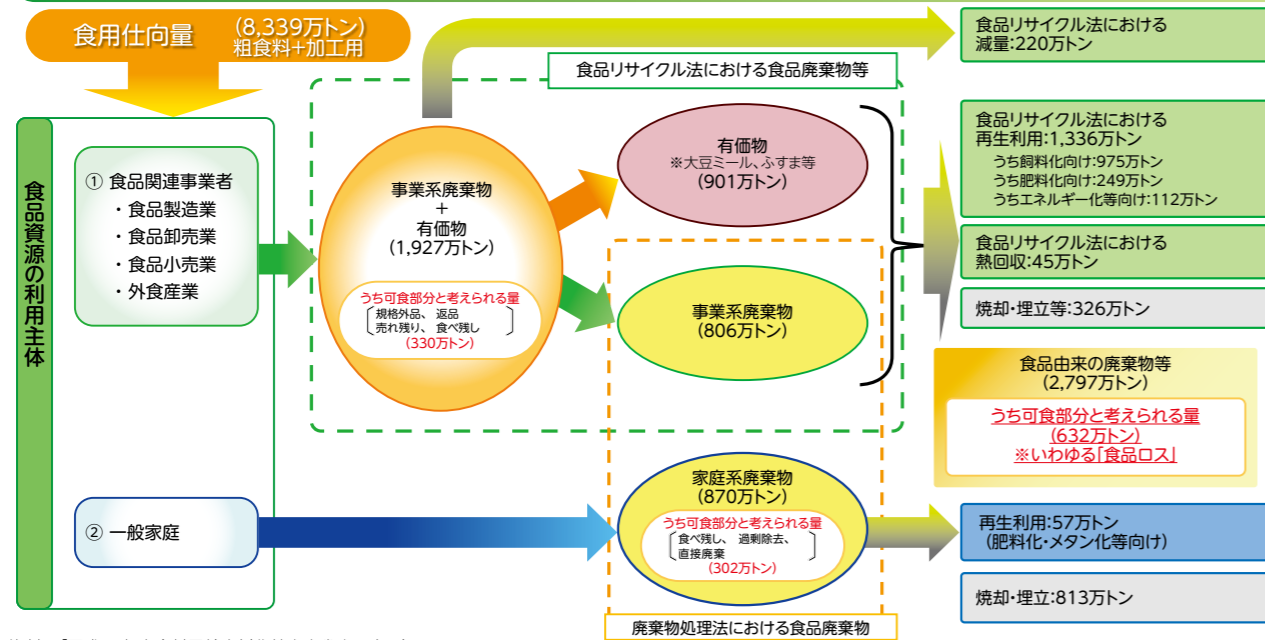 食用仕向量
(8,339万トン)
粗食料+加工用
食品資源の利用主体
① 食品関連事業者
・食品製造業
・食品卸売業
・食品小売業
・外食産業
② 一般家庭
食品リサイクル法における食品廃棄物等
事業系廃棄物
+
有価物
(1,927万トン)
うち可食部分と考えられる量
規格外品、返品
売れ残り、食べ残し
(330万トン)
有価物
※大豆ミール、ふすま等
(901万トン)
事業系廃棄物
(806万トン)
家庭系廃棄物
(870万トン)
うち可食部分と考えられる量
食べ残し、過剰除去、
直接廃棄
(302万トン)
廃棄物処理法における食品廃棄物
食品リサイクル法における
減量:220万トン
食品リサイクル法における
再生利用:1,336万トン
うち飼料化向け:975万トン
うち肥料化向け:249万トン
うちエネルギー化等向け:112万トン
食品リサイクル法における
熱回収:45万トン
焼却・埋立等:326万トン
食品由来の廃棄物等
(2,797万トン)
うち可食部分と考えられる量
(632万トン)
※いわゆる「食品ロス」
再生利用:57万トン
(肥料化・メタン化等向け)
焼却・埋立:813万トン